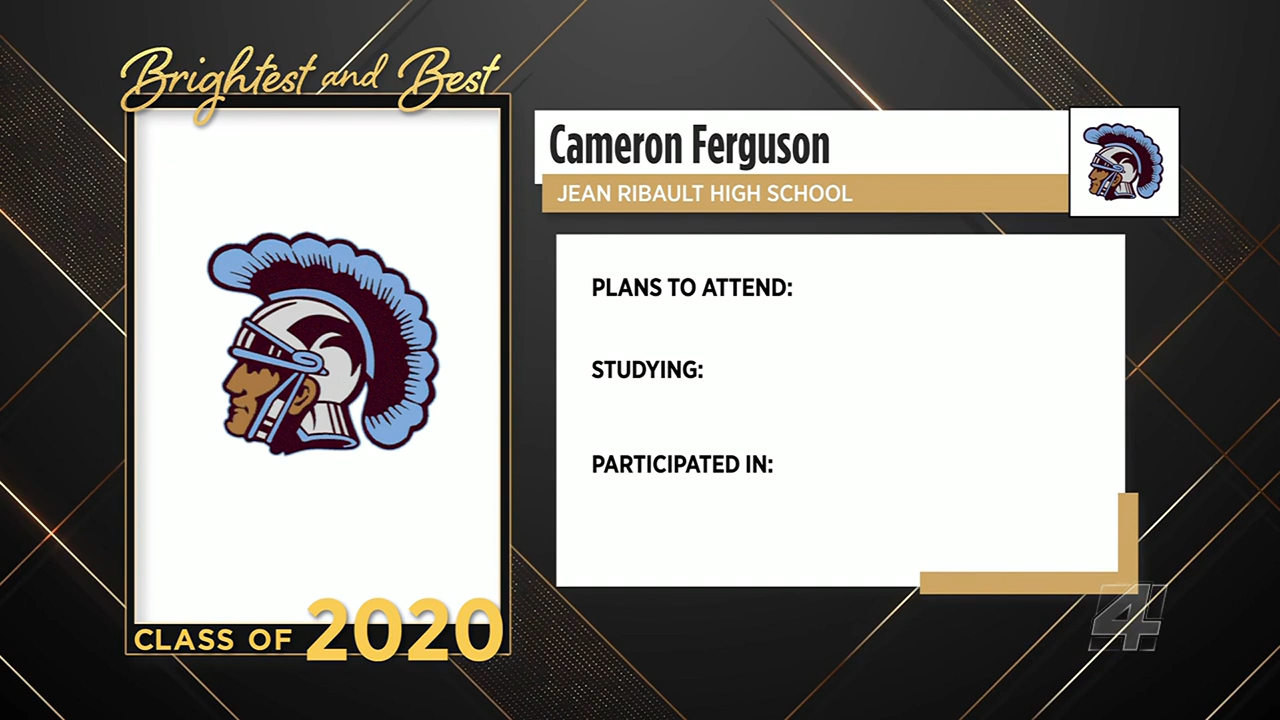 Brightest and Best
CLASS OF 2020
Cameron Ferguson
JEAN RIBAULT HIGH SCHOOL
PLANS TO ATTEND:
STUDYING:
PARTICIPATED IN:
4